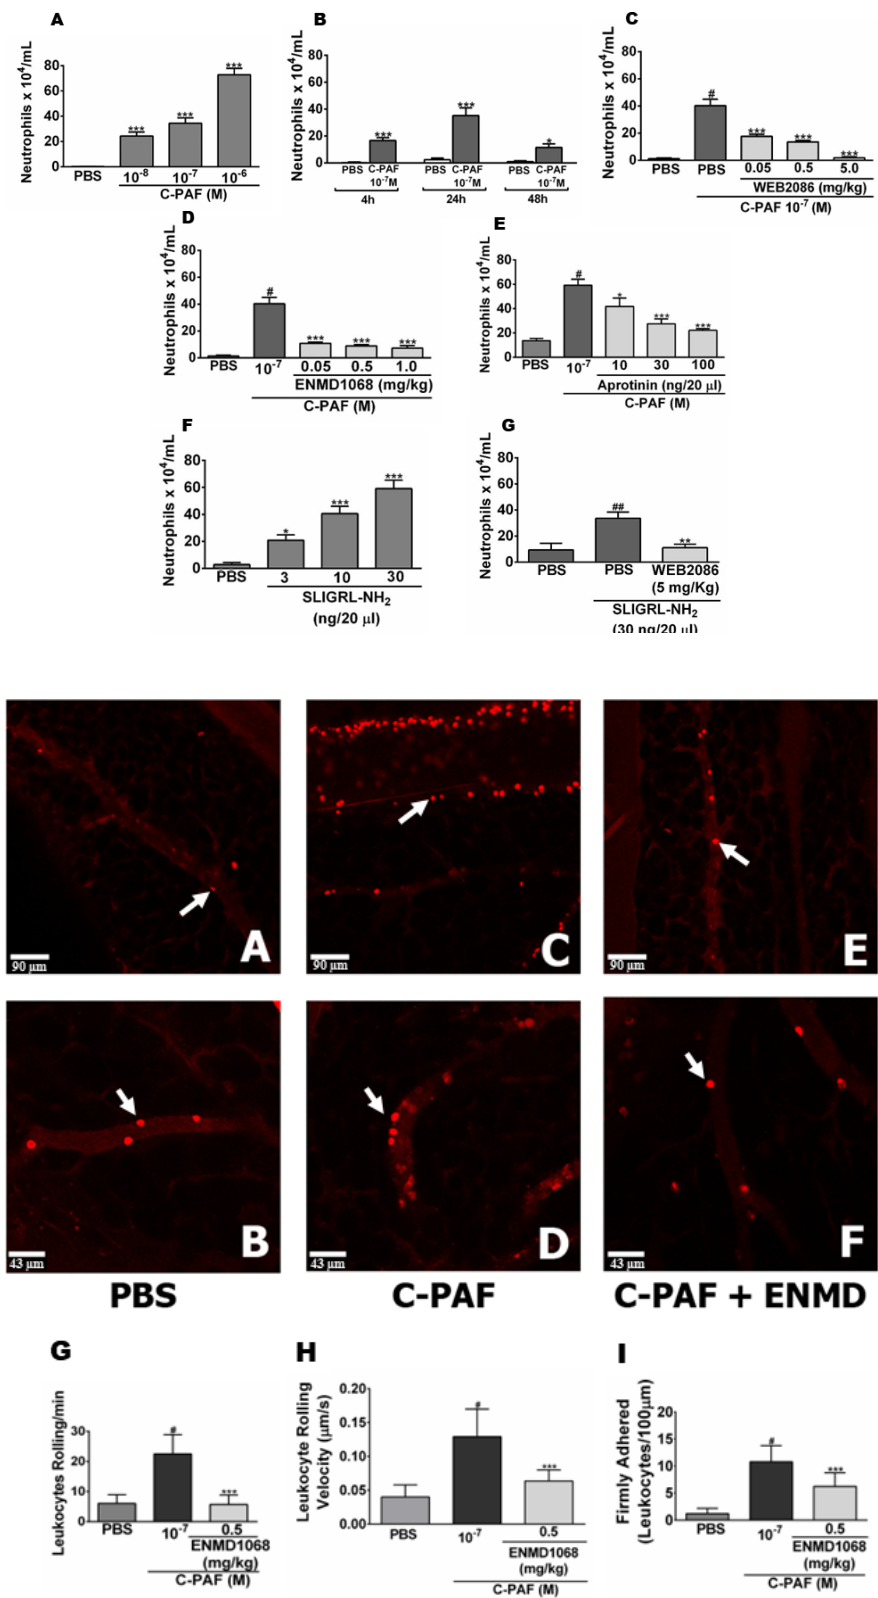 A
Neutrophils x 10⁴/mL
80
60
40
20
0
***
***
***
PBS
10⁻⁸
10⁻⁷
10⁻⁶
C-PAF (M)
B
Neutrophils x 10⁴/mL
80
60
40
20
0
***
***
*
PBS C-PAF PBS C-PAF PBS C-PAF
10⁻⁷M 10⁻⁷M 10⁻⁷M
4h 24h 48h
C
Neutrophils x 10⁴/mL
80
60
40
20
0
#
***
***
***
PBS PBS 0.05 0.5 5.0
WEB2086 (mg/kg)
C-PAF 10⁻⁷ (M)
D
Neutrophils x 10⁴/mL
80
60
40
20
0
#
***
***
***
PBS 10⁻⁷ 0.05 0.5 1.0
ENMD1068 (mg/kg)
C-PAF (M)
E
Neutrophils x 10⁴/mL
80
60
40
20
0
#
*
***
***
PBS 10⁻⁷ 10 30 100
Aprotinin (ng/20 µl)
C-PAF (M)
F
Neutrophils x 10⁴/mL
80
60
40
20
0
*
***
***
PBS 3 10 30
SLIGRL-NH₂
(ng/20 µl)
G
Neutrophils x 10⁴/mL
80
60
40
20
0
##
**
PBS PBS WEB2086
(5 mg/Kg)
SLIGRL-NH₂
(30 ng/20 µl)
A
90 µm
C
90 µm
E
90 µm
B
43 µm
D
43 µm
F
43 µm
PBS C-PAF C-PAF + ENMD
G
Leukocytes Rolling/min
30
20
10
0
#
***
PBS 10⁻⁷ 0.5
ENMD1068
(mg/kg)
C-PAF (M)
H
Leukocyte Rolling
Velocity (µm/s)
0.20
0.15
0.10
0.05
0.00
#
***
PBS 10⁻⁷ 0.5
ENMD1068
(mg/kg)
C-PAF (M)
I
Firmly Adhered
(Leukocytes/100µm)
20
15
10
5
0
#
***
PBS 10⁻⁷ 0.5
ENMD1068
(mg/kg)
C-PAF (M)